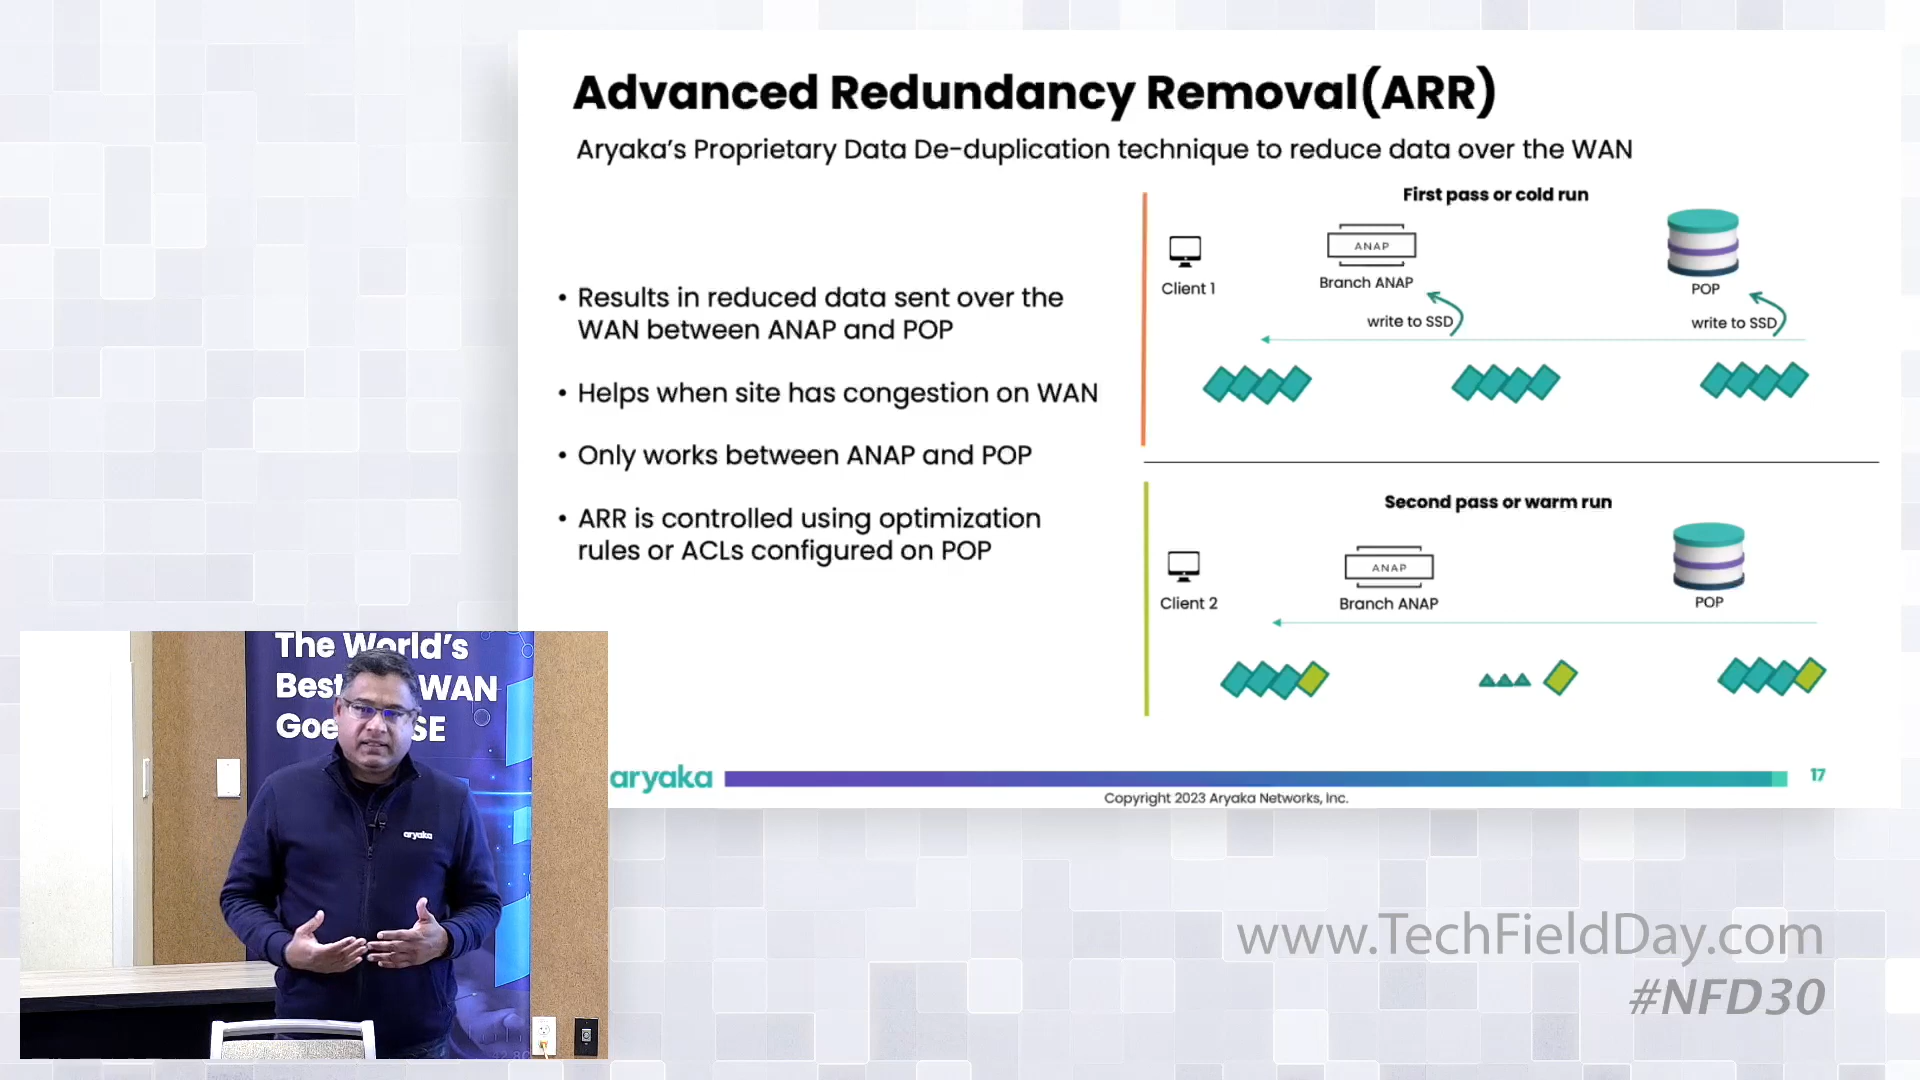 Advanced Redundancy Removal(ARR)
Aryaka's Proprietary Data De-duplication technique to reduce data over the WAN
• Results in reduced data sent over the
WAN between ANAP and POP
• Helps when site has congestion on WAN
• Only works between ANAP and POP
• ARR is controlled using optimization
rules or ACLs configured on POP
First pass or cold run
ANAP
Client 1
Branch ANAP
POP
write to SSD
write to SSD
Second pass or warm run
ANAP
Client 2
Branch ANAP
POP
aryaka
17
Copyright 2023 Aryaka Networks, Inc.
The World's
Best WAN
Goe SE
aryaka
www.TechFieldDay.com
#NFD30